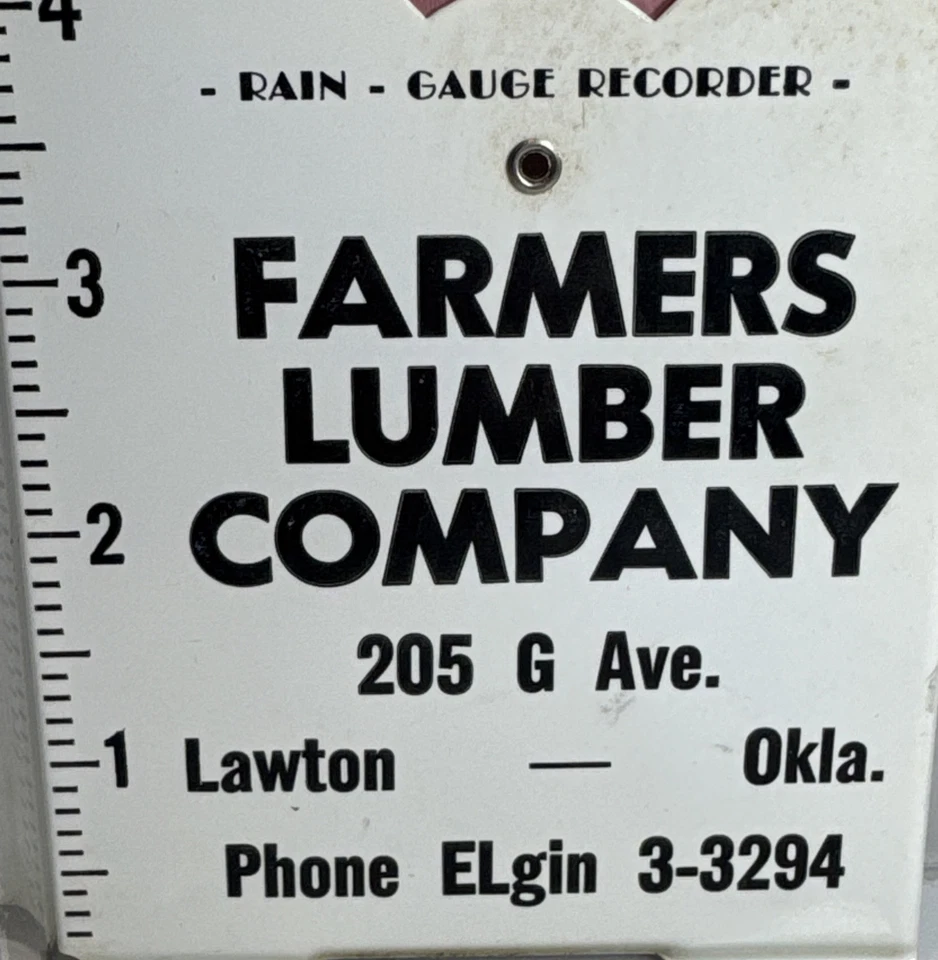 4
- RAIN - GAUGE RECORDER -
3
FARMERS
LUMBER
COMPANY
2
205 G Ave.
1
Lawton — Okla.
Phone ELgin 3-3294